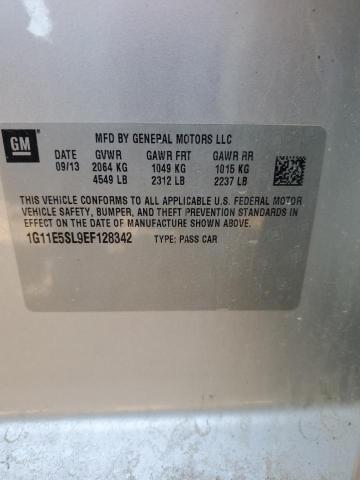 GM
MFD BY GENEPAL MOTORS LLC
DATE GVWR GAWR FRT GAWR RR
09/13 2064 KG 1049 KG 1015 KG
4549 LB 2312 LB 2237 LB
THIS VEHICLE CONFORMS TO ALL APPLICABLE U.S. FEDERAL MOTOR
VEHICLE SAFETY, BUMPER, AND THEFT PREVENTION STANDARDS IN
EFFECT ON THE DATE OF MANUFACTURE SHOWN ABOVE.
1G11E5SL9EF128342 TYPE: PASS CAR